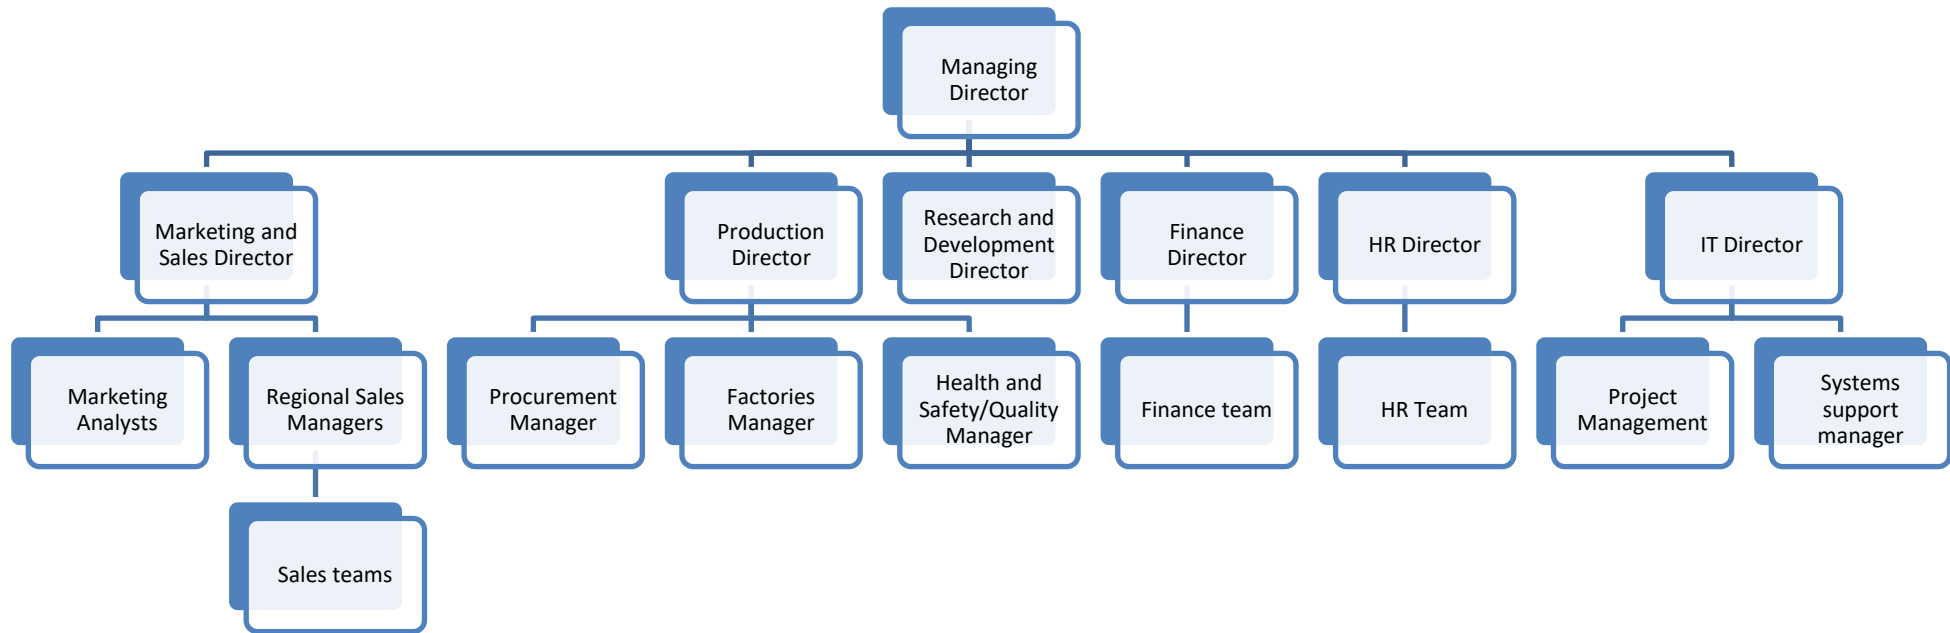 Managing
Director
Marketing and
Sales Director
Production
Director
Research and
Development
Director
Finance
Director
HR Director
IT Director
Marketing
Analysts
Regional Sales
Managers
Procurement
Manager
Factories
Manager
Health and
Safety/Quality
Manager
Finance team
HR Team
Project
Management
Systems
support
manager
Sales teams